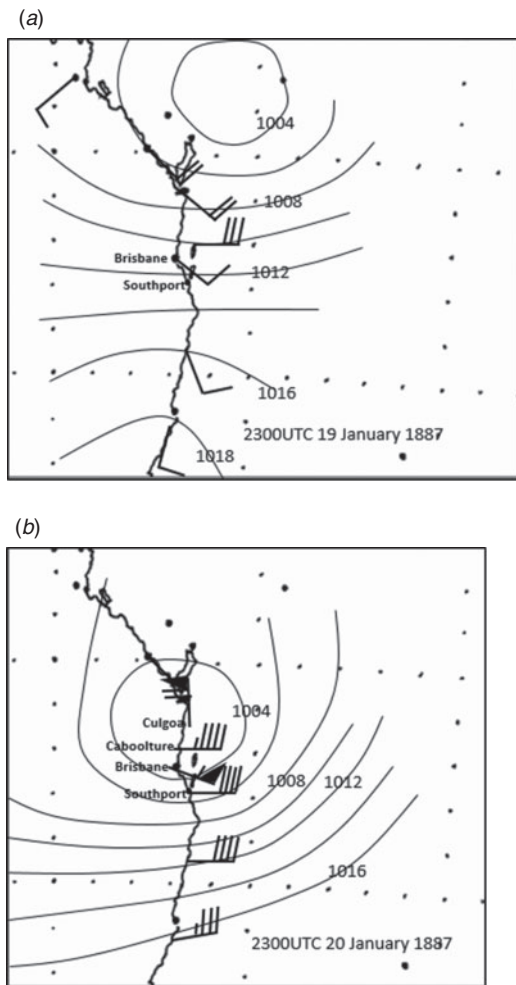 (a)
1004
1008
Brisbane
1012
Southport
1016
2300UTC 19 January 1887
1018
(b)
1004
Culgoa
Caboolture
Brisbane
1008
1012
Southport
1016
2300UTC 20 January 1887